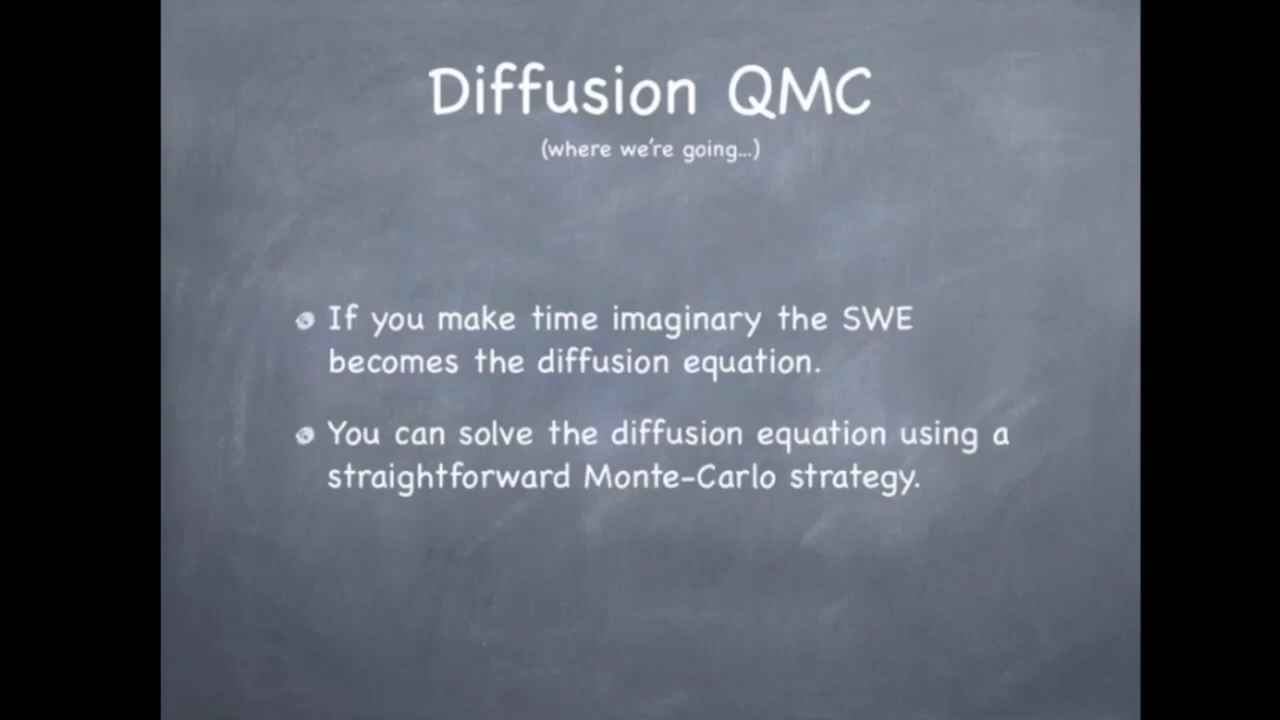 Diffusion QMC
(where we're going...)
If you make time imaginary the SWE
becomes the diffusion equation.
You can solve the diffusion equation using a
straightforward Monte-Carlo strategy.